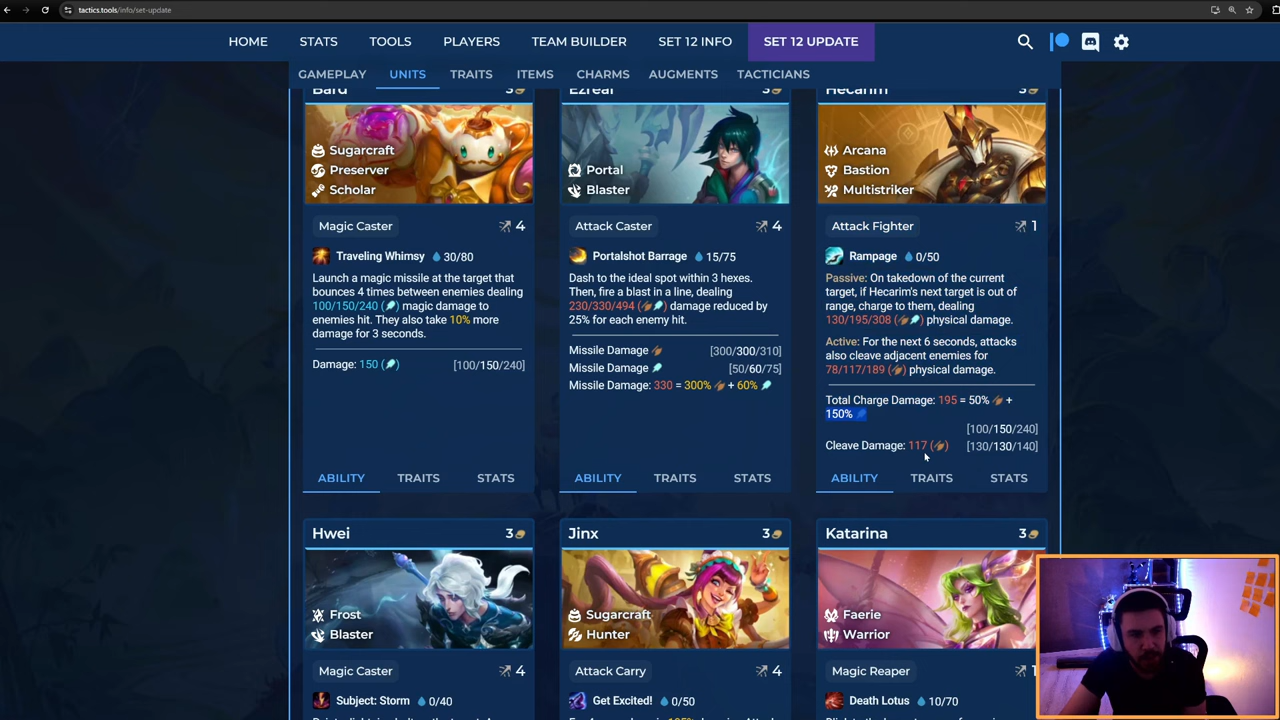 tactics.tools/info/set-update
HOME STATS TOOLS PLAYERS TEAM BUILDER SET 12 INFO SET 12 UPDATE
GAMEPLAY UNITS TRAITS ITEMS CHARMS AUGMENTS TACTICIANS
Bard 3
Sugarcraft
Preserver
Scholar
Magic Caster 4
Traveling Whimsy 30/80
Launch a magic missile at the target that
bounces 4 times between enemies dealing
100/150/240 ( ) magic damage to
enemies hit. They also take 10% more
damage for 3 seconds.
Damage: 150 ( ) [100/150/240]
ABILITY TRAITS STATS
Ezreal 3
Portal
Blaster
Attack Caster 4
Portalshot Barrage 15/75
Dash to the ideal spot within 3 hexes.
Then, fire a blast in a line, dealing
230/330/494 ( ) damage reduced by
25% for each enemy hit.
Missile Damage [300/300/310]
Missile Damage [50/60/75]
Missile Damage: 330 = 300% + 60%
ABILITY TRAITS STATS
Hecarim 3
Arcana
Bastion
Multistriker
Attack Fighter 1
Rampage 0/50
Passive: On takedown of the current
target, if Hecarim's next target is out of
range, charge to them, dealing
130/195/308 ( ) physical damage.
Active: For the next 6 seconds, attacks
also cleave adjacent enemies for
78/117/189 ( ) physical damage.
Total Charge Damage: 195 = 50% +
150%
[100/150/240]
Cleave Damage: 117 ( ) [130/130/140]
ABILITY TRAITS STATS
Hwei 3
Frost
Blaster
Magic Caster 4
Subject: Storm 0/40
Jinx 3
Sugarcraft
Hunter
Attack Carry 4
Get Excited! 0/50
Katarina 3
Faerie
Warrior
Magic Reaper 1
Death Lotus 10/70